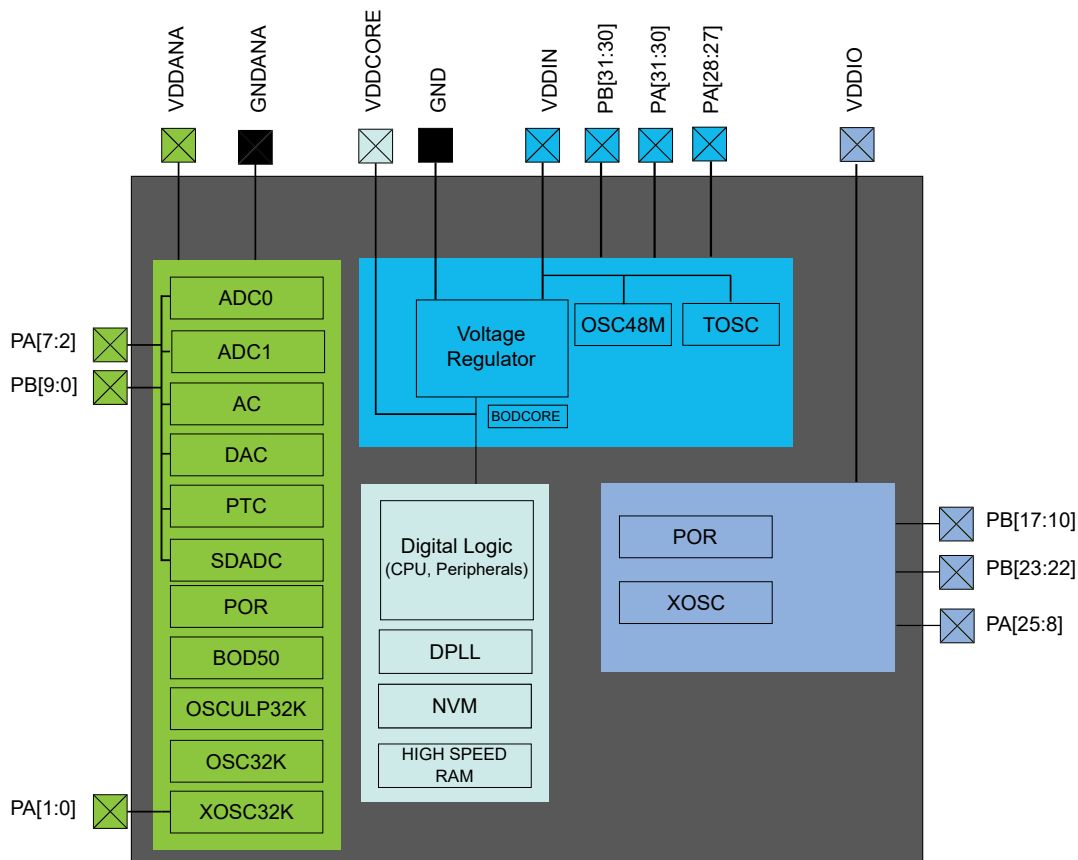 VDDANA
GNDANA
VDDCORE
GND
VDDIN
PB[31:30]
PA[31:30]
PA[28:27]
VDDIO
PA[7:2]
PB[9:0]
PA[1:0]
ADC0
ADC1
AC
DAC
PTC
SDADC
POR
BOD50
OSCULP32K
OSC32K
XOSC32K
Voltage
Regulator
OSC48M
TOSC
BODCORE
Digital Logic
(CPU, Peripherals)
DPLL
NVM
HIGH SPEED
RAM
POR
XOSC
PB[17:10]
PB[23:22]
PA[25:8]